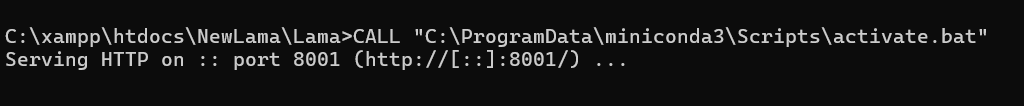 C:\xampp\htdocs\NewLama\Lama>CALL "C:\ProgramData\miniconda3\Scripts\activate.bat"
Serving HTTP on :: port 8001 (http://[::]:8001/) ...